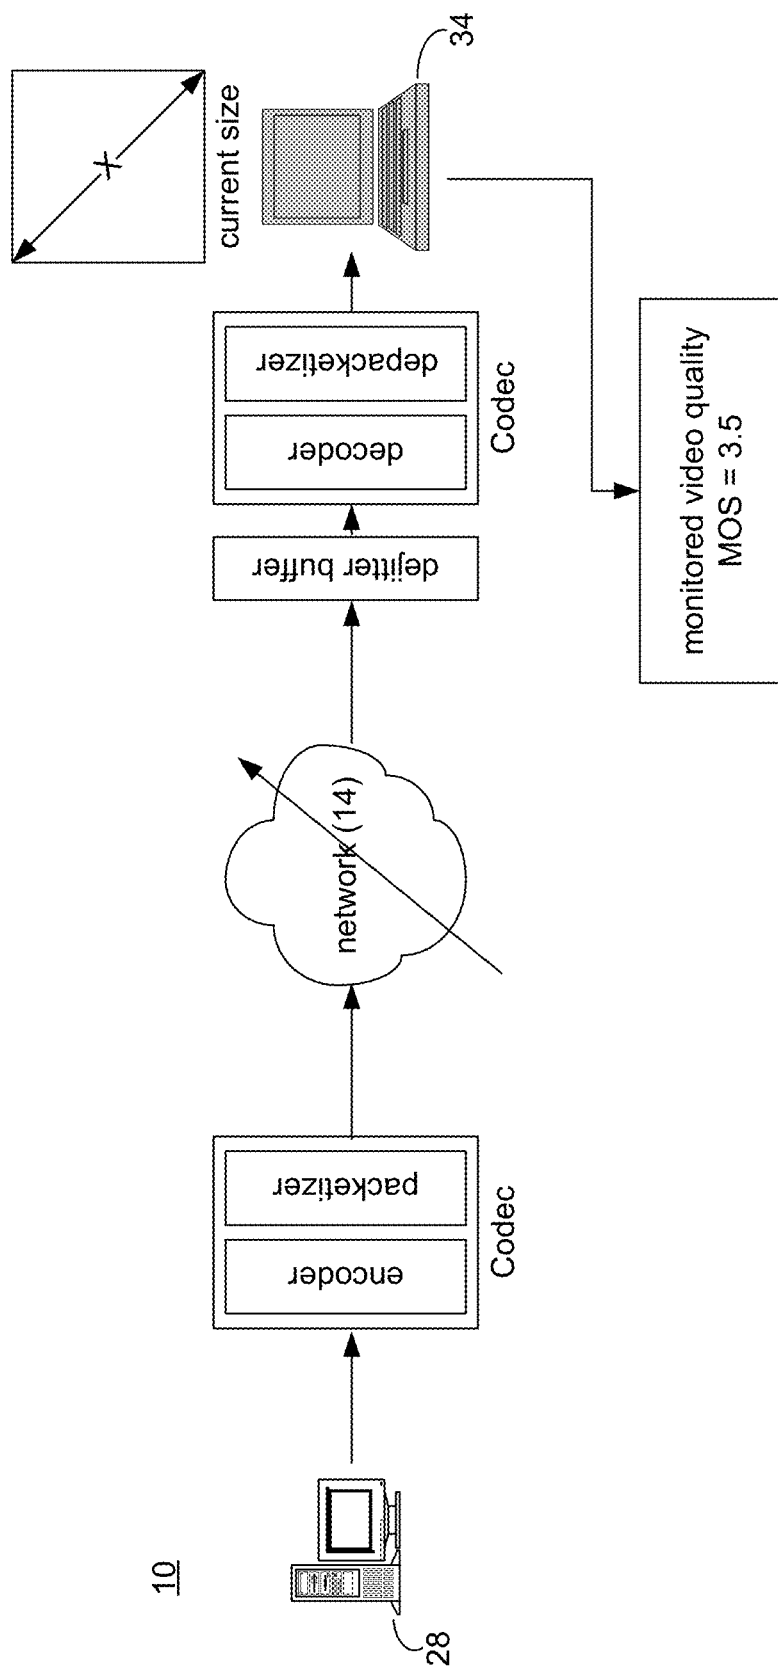 10
28
encoder
packetizer
Codec
network (14)
dejitter buffer
decoder
depacketizer
Codec
X
current size
34
monitored video quality
MOS = 3.5